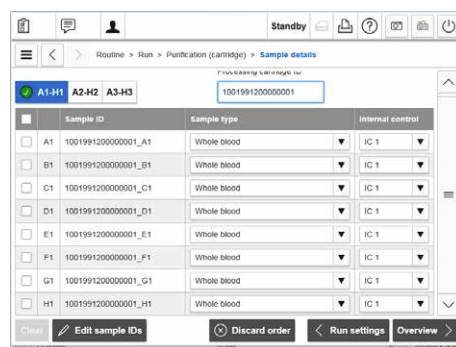 Standby
Routine > Run > Purification (cartridge) > Sample details
Processing cartridge ID
A1-H1 A2-H2 A3-H3
1001991200000001
Sample ID Sample type Internal control
A1 1001991200000001_A1 Whole blood IC 1
B1 1001991200000001_B1 Whole blood IC 1
C1 1001991200000001_C1 Whole blood IC 1
D1 1001991200000001_D1 Whole blood IC 1
E1 1001991200000001_E1 Whole blood IC 1
F1 1001991200000001_F1 Whole blood IC 1
G1 1001991200000001_G1 Whole blood IC 1
H1 1001991200000001_H1 Whole blood IC 1
Clear Edit sample IDs Discard order Run settings Overview